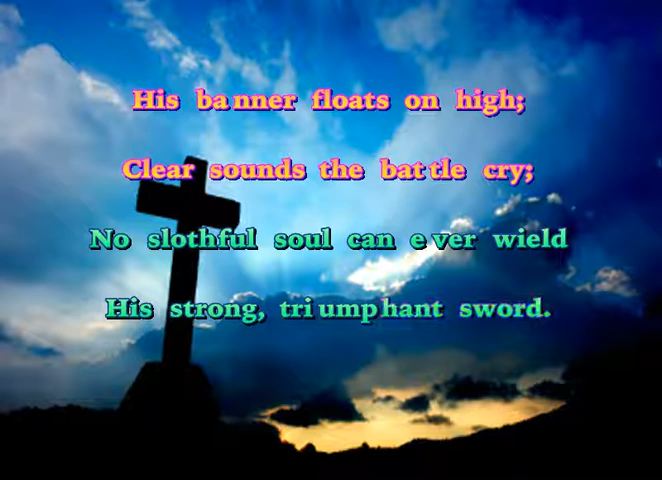 His banner floats on high;
Clear sounds the battle cry;
No slothful soul can ever wield
His strong, triumphant sword.